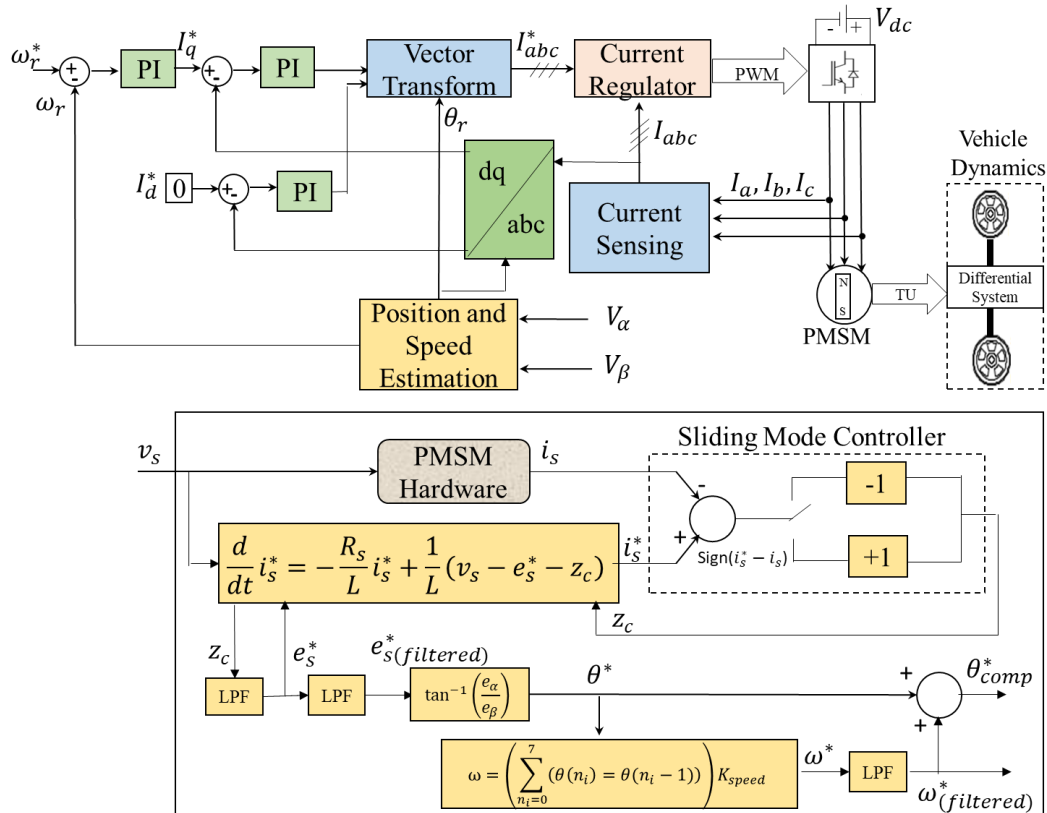 ω_r^*
+
-
PI
I_q^*
+
-
PI
Vector
Transform
I_abc^*
Current
Regulator
PWM
-
+
V_dc
ω_r
θ_r
I_abc
I_d^*
0
+
-
PI
dq
abc
Current
Sensing
I_a, I_b, I_c
Vehicle
Dynamics
N
S
PMSM
TU
Differential
System
Position and
Speed
Estimation
V_α
V_β
v_s
PMSM
Hardware
i_s
Sliding Mode Controller
-
+
-1
+1
Sign(i_s^* − i_s)
d/dt i_s^* = −R_s/L i_s^* + 1/L (v_s − e_s^* − z_c)
i_s^*
z_c
z_c
LPF
e_s^*
LPF
e_s(filtered)^*
tan⁻¹(e_α/e_β)
θ^*
+
+
θ_comp^*
ω = (∑_{n_i=0}^{7} (θ(n_i) = θ(n_i − 1))) K_speed
ω^*
LPF
ω_(filtered)^*